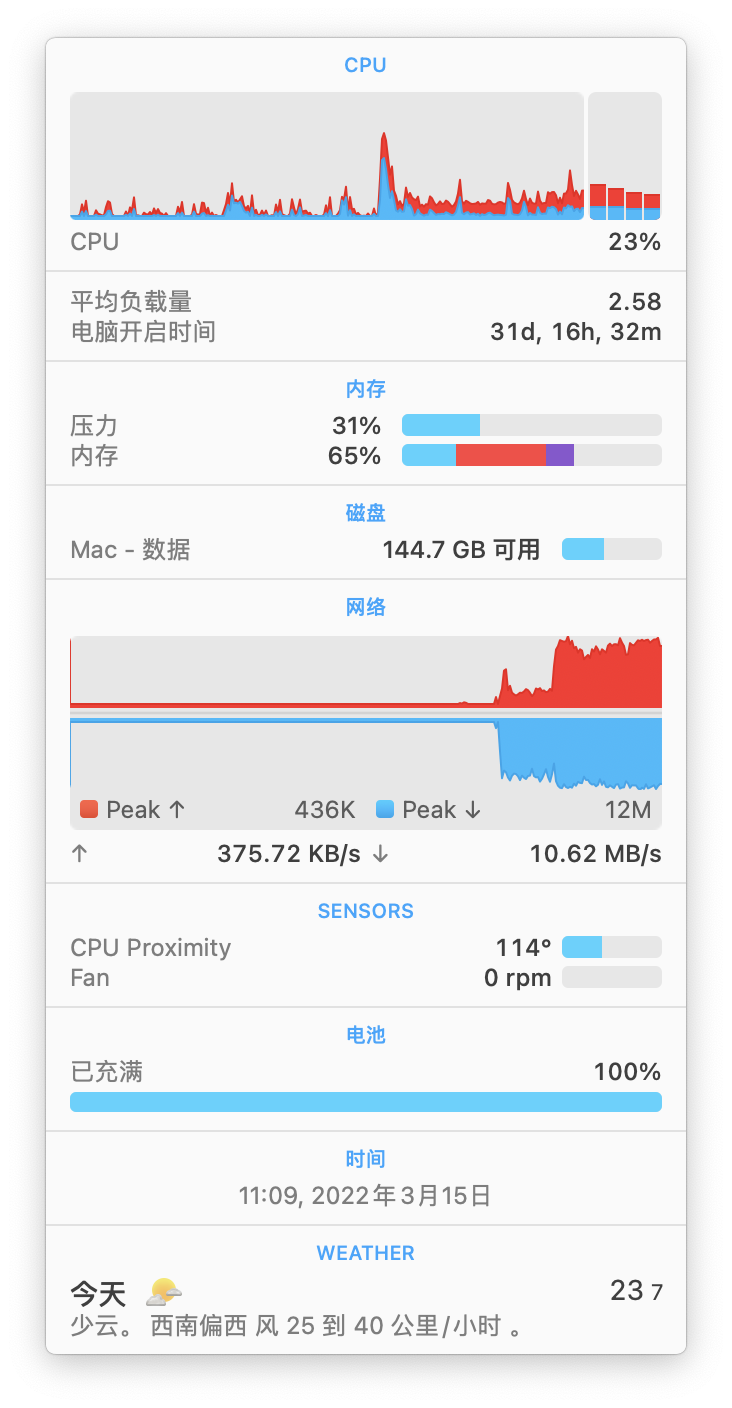 CPU
CPU 23%
平均负载量 2.58
电脑开启时间 31d, 16h, 32m
内存
压力 31%
内存 65%
磁盘
Mac - 数据 144.7 GB 可用
网络
Peak ↑ 436K Peak ↓ 12M
↑ 375.72 KB/s ↓ 10.62 MB/s
SENSORS
CPU Proximity 114°
Fan 0 rpm
电池
已充满 100%
时间
11:09, 2022年3月15日
WEATHER
今天 23 7
少云。 西南偏西 风 25 到 40 公里/小时 。